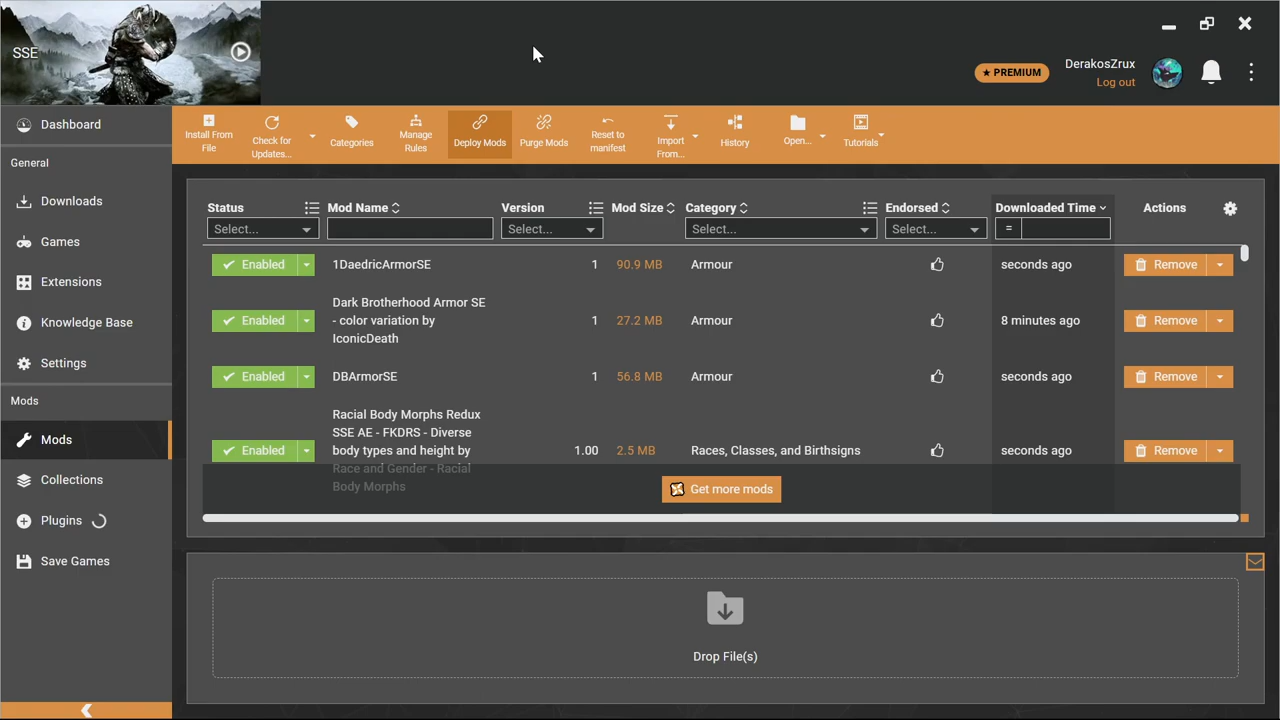 SSE
★ PREMIUM
DerakosZrux
Log out
Dashboard
General
Downloads
Games
Extensions
Knowledge Base
Settings
Mods
Mods
Collections
Plugins
Save Games
Install From
File
Check for
Updates...
Categories
Manage
Rules
Deploy Mods
Purge Mods
Reset to
manifest
Import
From...
History
Open...
Tutorials
Status Mod Name Version Mod Size Category Endorsed Downloaded Time Actions
Select... Select... Select... Select... =
Enabled 1DaedricArmorSE 1 90.9 MB Armour seconds ago Remove
Dark Brotherhood Armor SE
Enabled - color variation by 1 27.2 MB Armour 8 minutes ago Remove
IconicDeath
Enabled DBArmorSE 1 56.8 MB Armour seconds ago Remove
Racial Body Morphs Redux
SSE AE - FKDRS - Diverse
Enabled body types and height by 1.00 2.5 MB Races, Classes, and Birthsigns seconds ago Remove
Race and Gender - Racial
Body Morphs
Get more mods
Drop File(s)